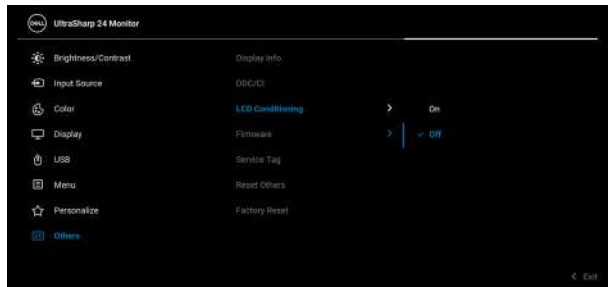 DELL UltraSharp 24 Monitor
Brightness/Contrast Display Info
Input Source DDC/CI
Color LCD Conditioning On
Display Firmware Off
USB Service Tag
Menu Reset Others
Personalize Factory Reset
Others
Exit